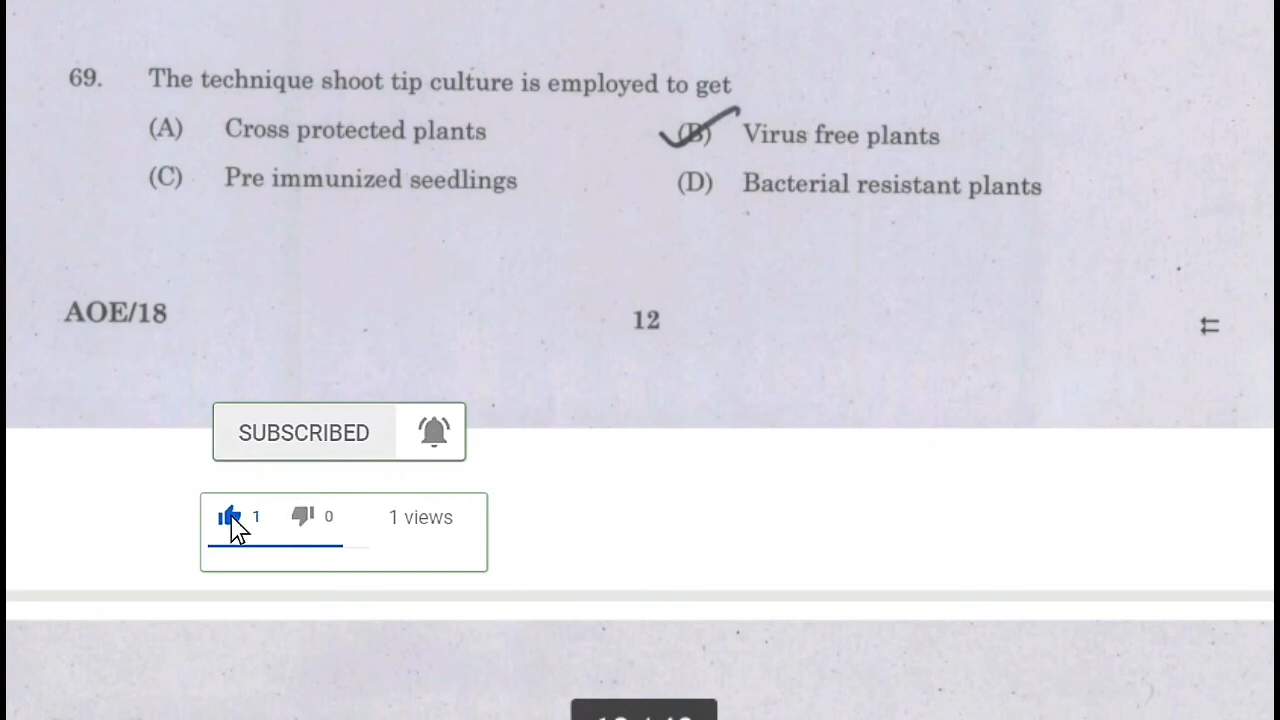 69. The technique shoot tip culture is employed to get
(A) Cross protected plants (B) Virus free plants
(C) Pre immunized seedlings (D) Bacterial resistant plants
AOE/18 12
SUBSCRIBED
1 0 1 views